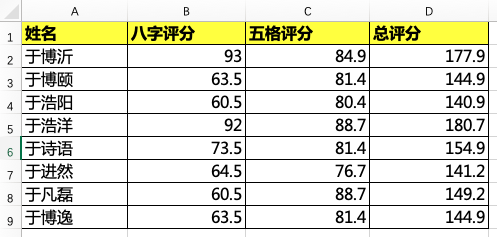 A B C D
1 姓名 八字评分 五格评分 总评分
2 于博沂 93 84.9 177.9
3 于博颐 63.5 81.4 144.9
4 于浩阳 60.5 80.4 140.9
5 于浩洋 92 88.7 180.7
6 于诗语 73.5 81.4 154.9
7 于进然 64.5 76.7 141.2
8 于凡磊 60.5 88.7 149.2
9 于博逸 63.5 81.4 144.9